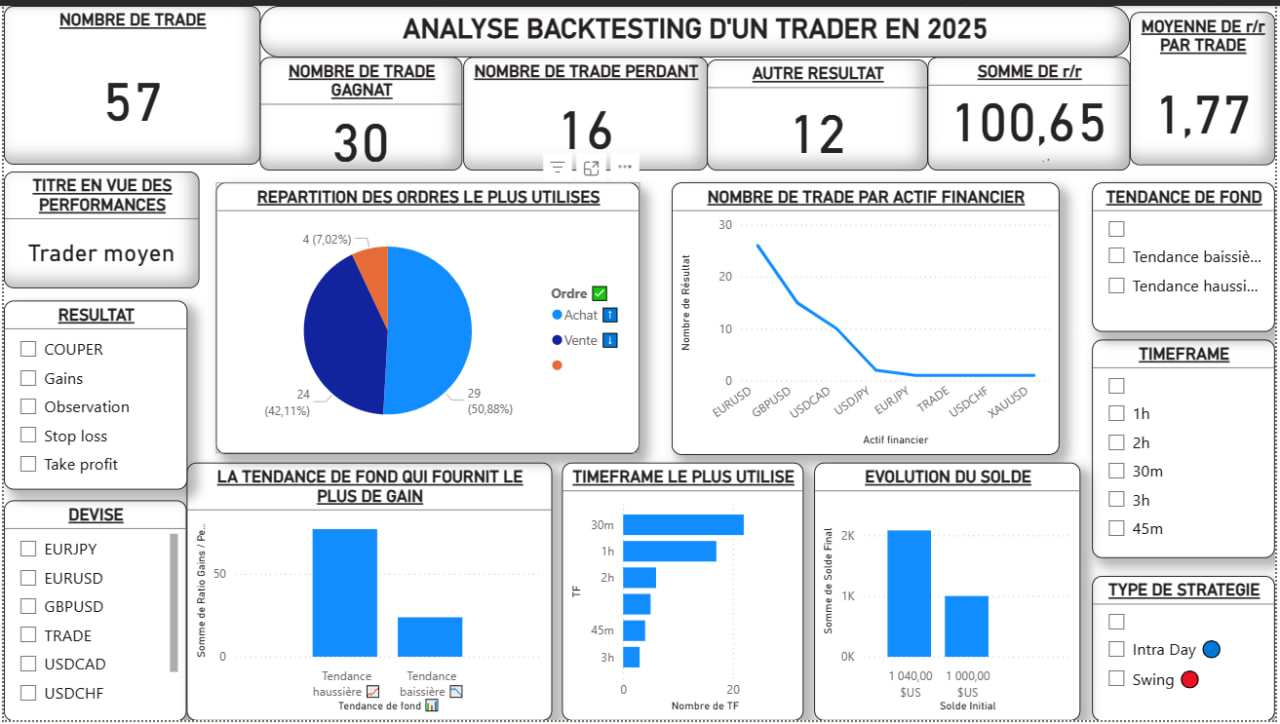 NOMBRE DE TRADE
57
ANALYSE BACKTESTING D'UN TRADER EN 2025
NOMBRE DE TRADE
GAGNAT
30
NOMBRE DE TRADE PERDANT
16
AUTRE RESULTAT
12
SOMME DE r/r
100,65
MOYENNE DE r/r
PAR TRADE
1,77
TITRE EN VUE DES
PERFORMANCES
Trader moyen
RESULTAT
COUPER
Gains
Observation
Stop loss
Take profit
DEVISE
EURJPY
EURUSD
GBPUSD
TRADE
USDCAD
USDCHF
REPARTITION DES ORDRES LE PLUS UTILISES
4 (7,02%)
24
(42,11%)
29
(50,88%)
Ordre ✅
Achat ⬆
Vente ⬇
NOMBRE DE TRADE PAR ACTIF FINANCIER
Nombre de Résultat
30
20
10
0
EURUSD
GBPUSD
USDCAD
USDJPY
EURJPY
TRADE
USDCHF
XAUUSD
Actif financier
TENDANCE DE FOND
Tendance baissiè...
Tendance haussi...
TIMEFRAME
1h
2h
30m
3h
45m
TYPE DE STRATEGIE
Intra Day
Swing
LA TENDANCE DE FOND QUI FOURNIT LE
PLUS DE GAIN
Somme de Ratio Gains / Pe...
50
0
Tendance
haussière
Tendance
baissière
Tendance de fond
TIMEFRAME LE PLUS UTILISE
TF
30m
1h
2h
45m
3h
0
20
Nombre de TF
EVOLUTION DU SOLDE
Somme de Solde Final
2K
1K
0K
1 040,00
$US
1 000,00
$US
Solde Initial